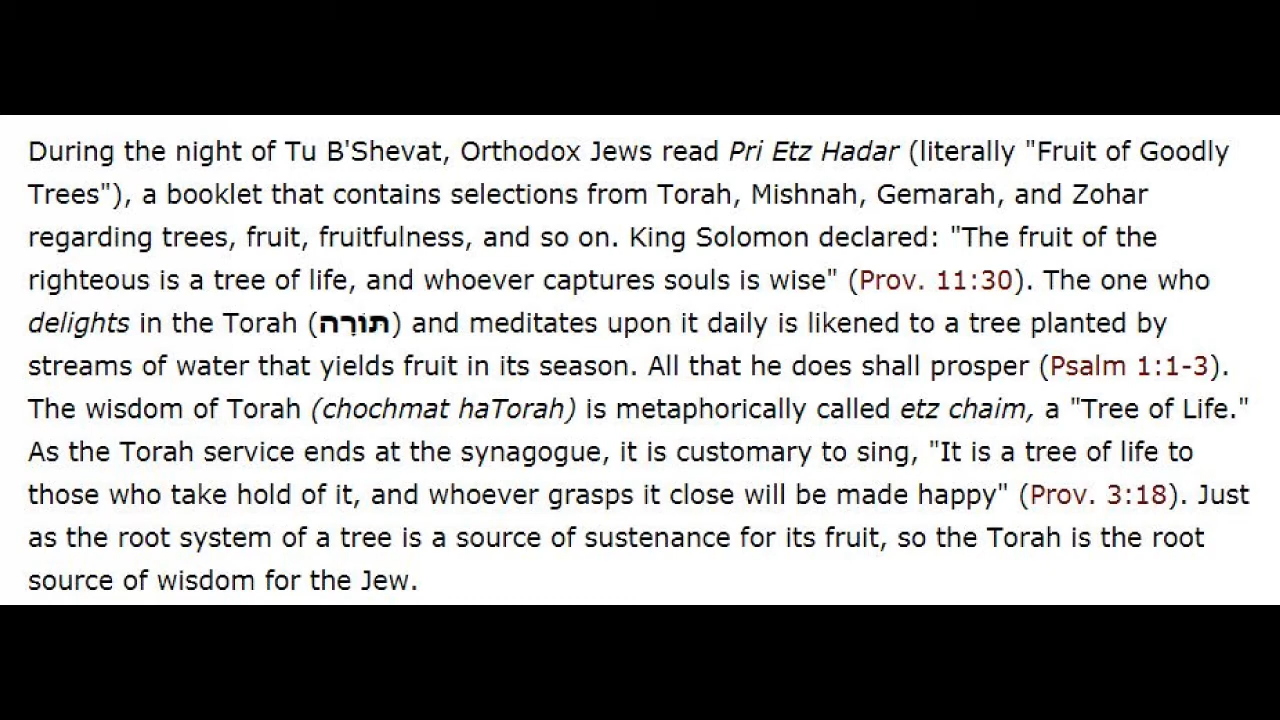 During the night of Tu B'Shevat, Orthodox Jews read Pri Etz Hadar (literally "Fruit of Goodly
Trees"), a booklet that contains selections from Torah, Mishnah, Gemarah, and Zohar
regarding trees, fruit, fruitfulness, and so on. King Solomon declared: "The fruit of the
righteous is a tree of life, and whoever captures souls is wise" (Prov. 11:30). The one who
delights in the Torah (תּוֹרָה) and meditates upon it daily is likened to a tree planted by
streams of water that yields fruit in its season. All that he does shall prosper (Psalm 1:1-3).
The wisdom of Torah (chochmat haTorah) is metaphorically called etz chaim, a "Tree of Life."
As the Torah service ends at the synagogue, it is customary to sing, "It is a tree of life to
those who take hold of it, and whoever grasps it close will be made happy" (Prov. 3:18). Just
as the root system of a tree is a source of sustenance for its fruit, so the Torah is the root
source of wisdom for the Jew.